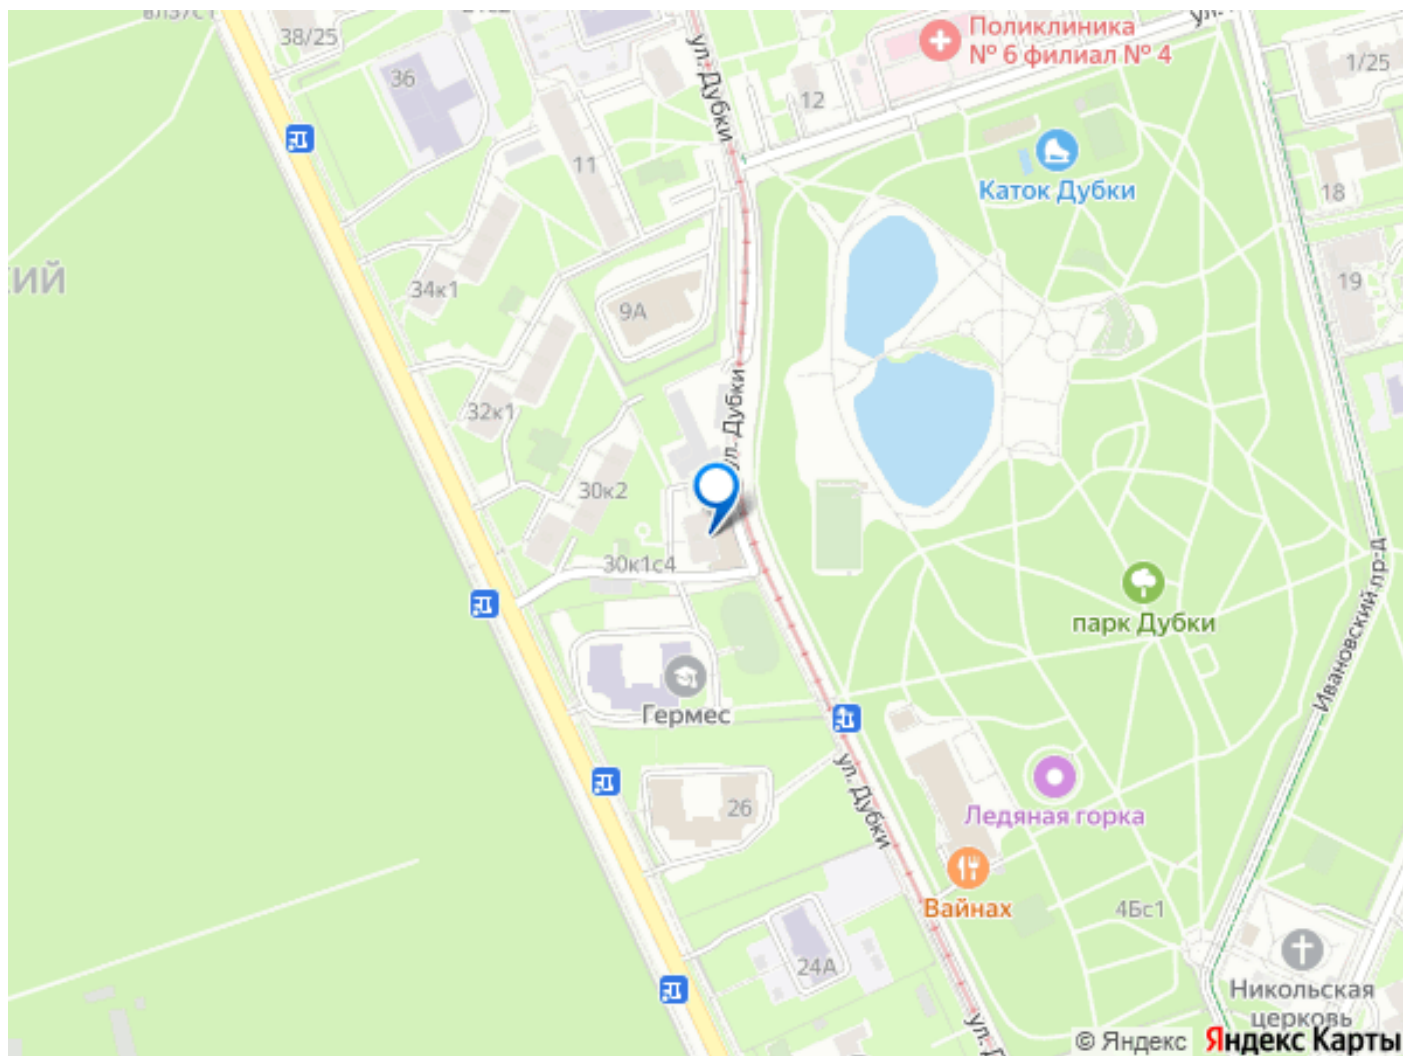 38/25
36
ул. Дубки
Поликлиника
№ 6 филиал № 4
1/25
12
11
Каток Дубки
18
ий
34к1
9А
19
ул. Дубки
32к1
30к2
30к1с4
парк Дубки
Ивановский пр-д
Гермес
ул. Дубки
26
Ледяная горка
Вайнах
4Бс1
24А
Никольская
церковь
© Яндекс
Яндекс Карты